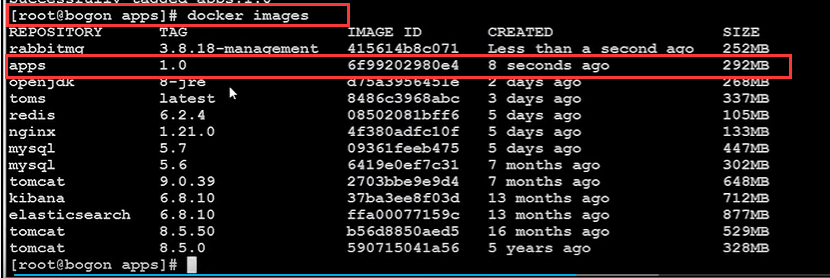 [root@bogon apps]# docker images
REPOSITORY TAG IMAGE ID CREATED SIZE
rabbitmq 3.8.18-management 415614b8c071 Less than a second ago 252MB
apps 1.0 6f99202980e4 8 seconds ago 292MB
openjdk 8-jre d75a3956451e 2 days ago 268MB
toms latest 8486c3968abc 3 days ago 337MB
redis 6.2.4 08502081bff6 5 days ago 105MB
nginx 1.21.0 4f380adfc10f 5 days ago 133MB
mysql 5.7 09361feeb475 5 days ago 447MB
mysql 5.6 6419e0ef7c31 7 months ago 302MB
tomcat 9.0.39 2703bbe9e9d4 7 months ago 648MB
kibana 6.8.10 37ba3ee8f03d 13 months ago 712MB
elasticsearch 6.8.10 ffa00077159c 13 months ago 877MB
tomcat 8.5.50 b56d8850aed5 16 months ago 529MB
tomcat 8.5.0 590715041a56 5 years ago 328MB
[root@bogon apps]#